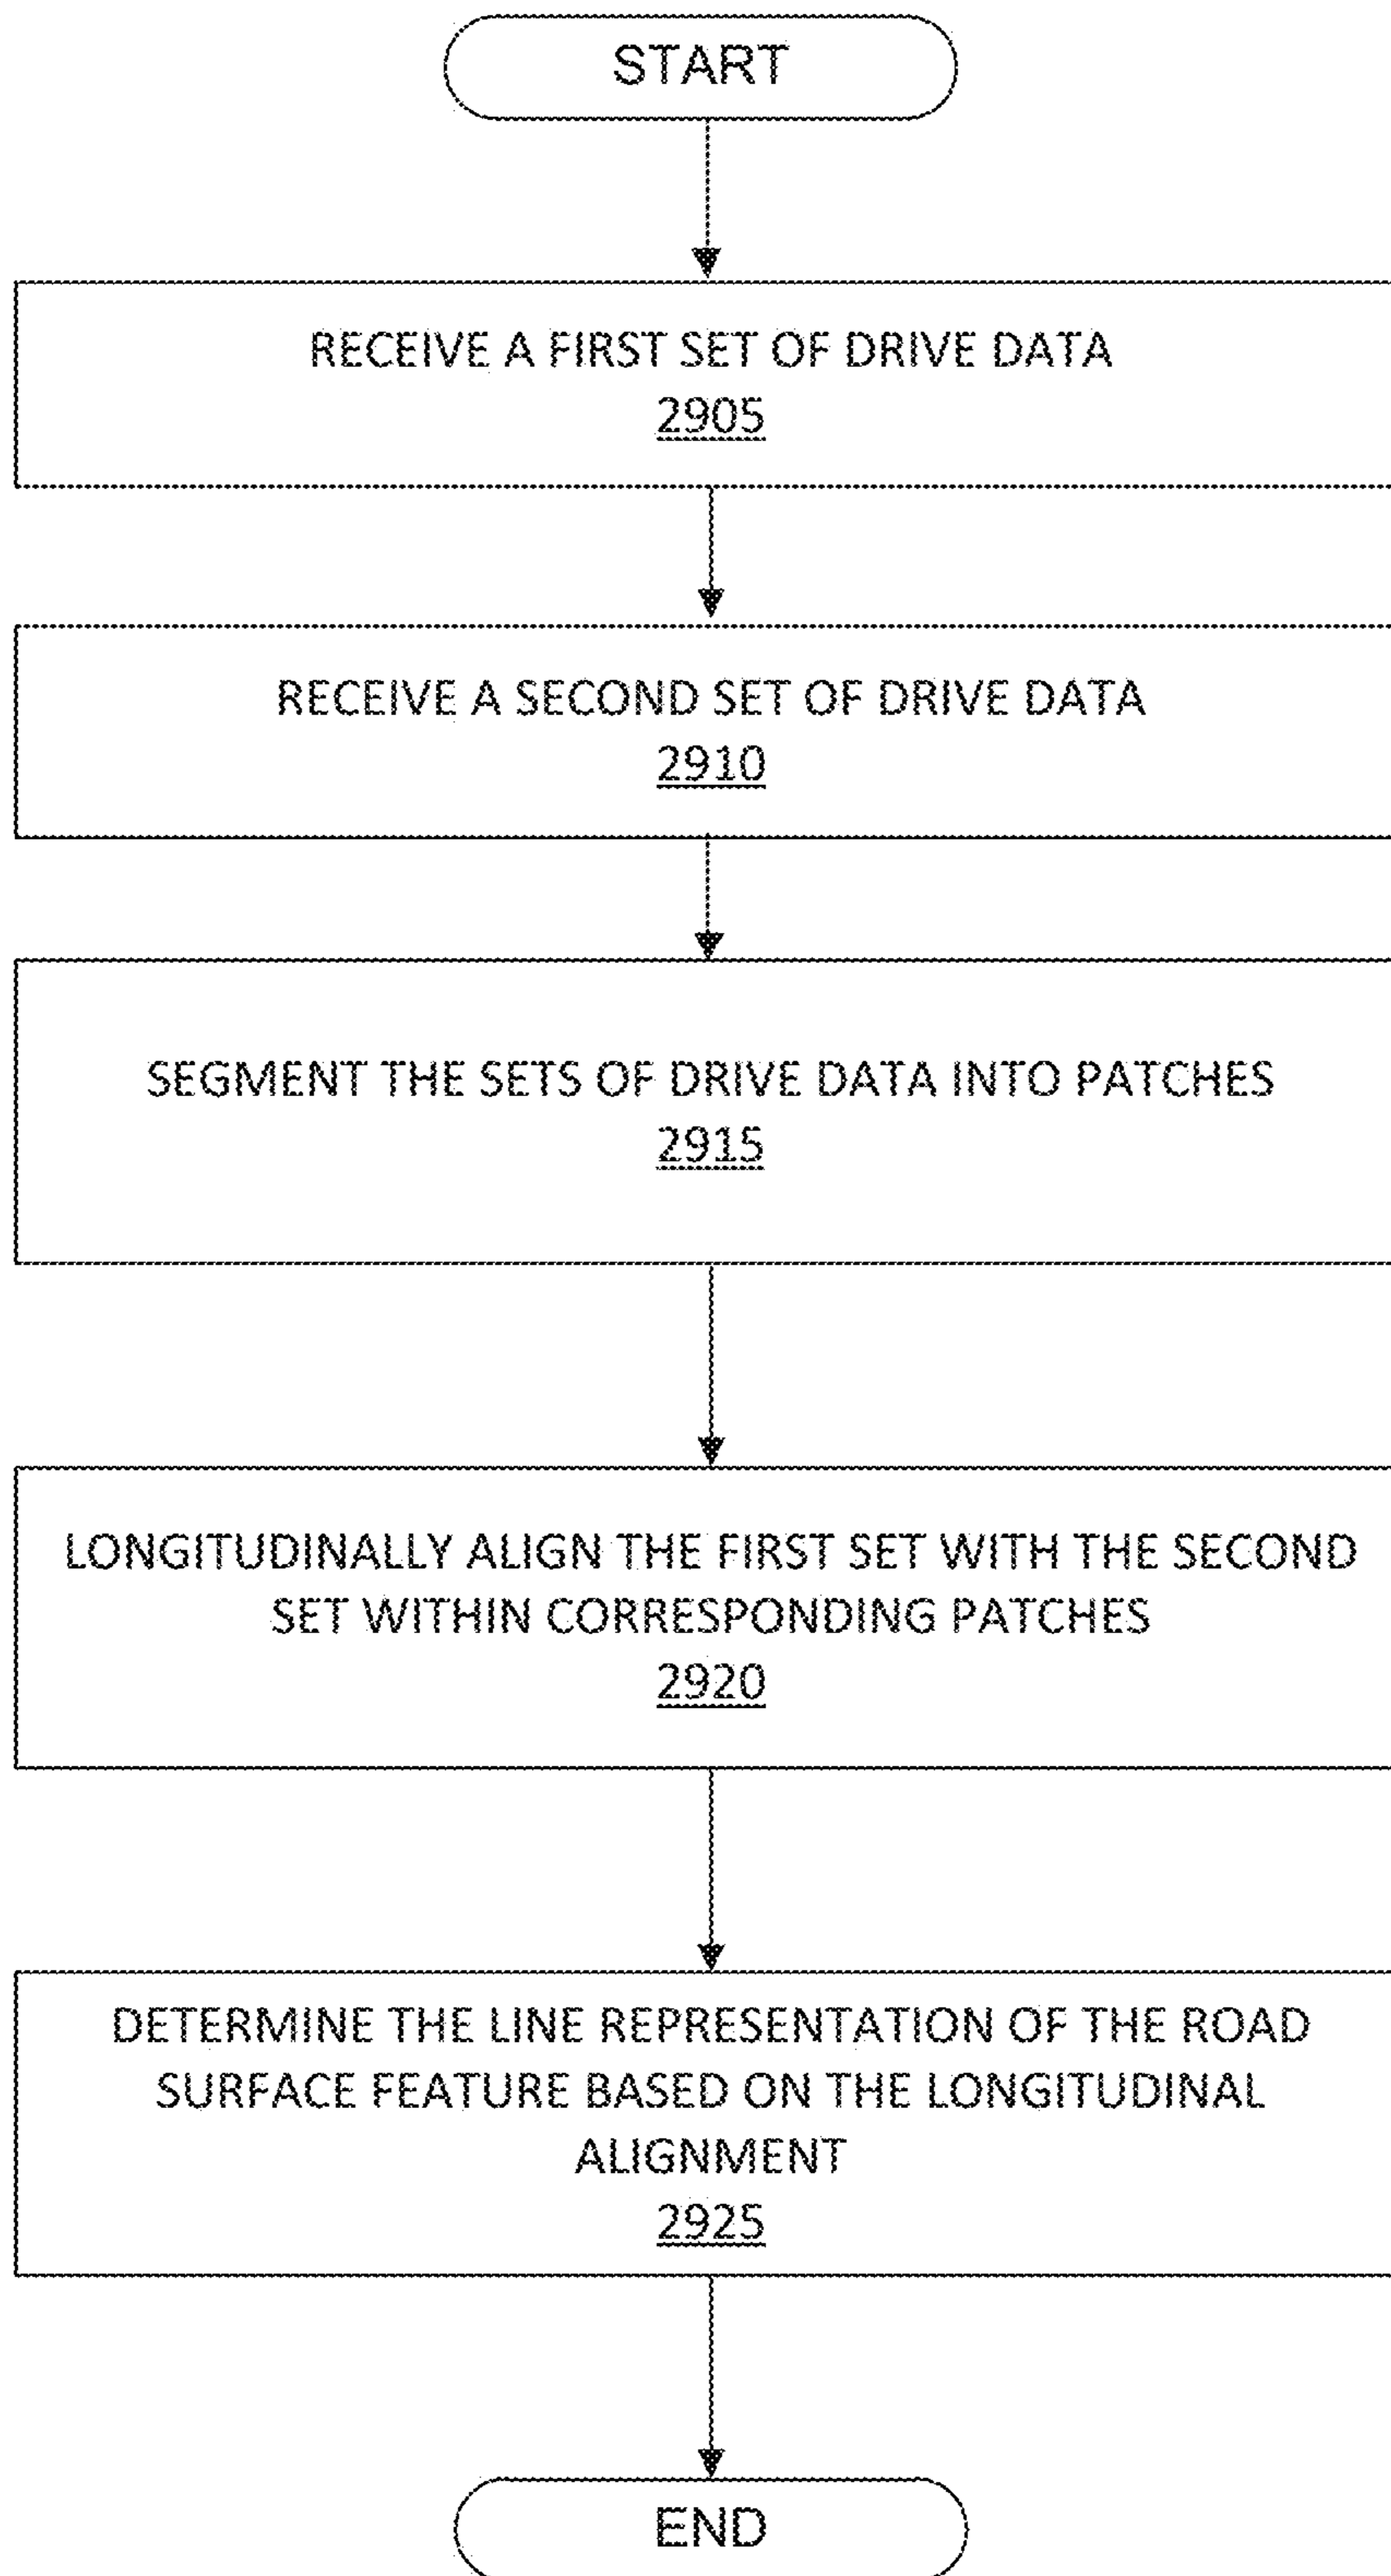 START
RECEIVE A FIRST SET OF DRIVE DATA
2905
RECEIVE A SECOND SET OF DRIVE DATA
2910
SEGMENT THE SETS OF DRIVE DATA INTO PATCHES
2915
LONGITUDINALLY ALIGN THE FIRST SET WITH THE SECOND
SET WITHIN CORRESPONDING PATCHES
2920
DETERMINE THE LINE REPRESENTATION OF THE ROAD
SURFACE FEATURE BASED ON THE LONGITUDINAL
ALIGNMENT
2925
END